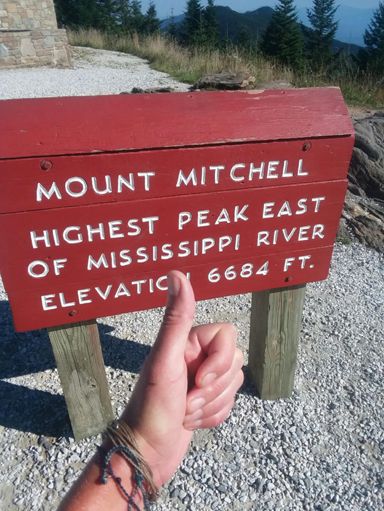 MOUNT MITCHELL
HIGHEST PEAK EAST
OF MISSISSIPPI RIVER
ELEVATION 6684 FT.